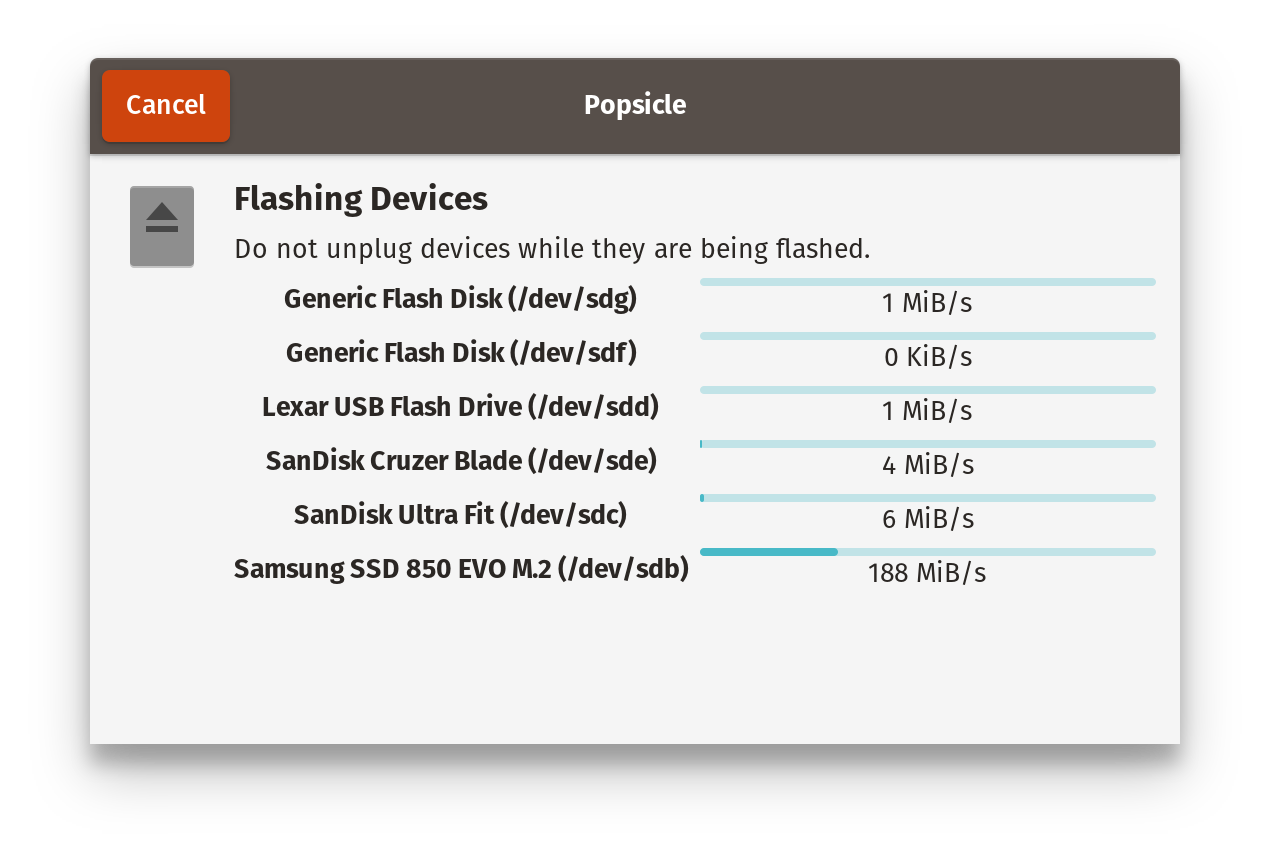 Cancel
Popsicle
Flashing Devices
Do not unplug devices while they are being flashed.
Generic Flash Disk (/dev/sdg)
1 MiB/s
Generic Flash Disk (/dev/sdf)
0 KiB/s
Lexar USB Flash Drive (/dev/sdd)
1 MiB/s
SanDisk Cruzer Blade (/dev/sde)
4 MiB/s
SanDisk Ultra Fit (/dev/sdc)
6 MiB/s
Samsung SSD 850 EVO M.2 (/dev/sdb)
188 MiB/s